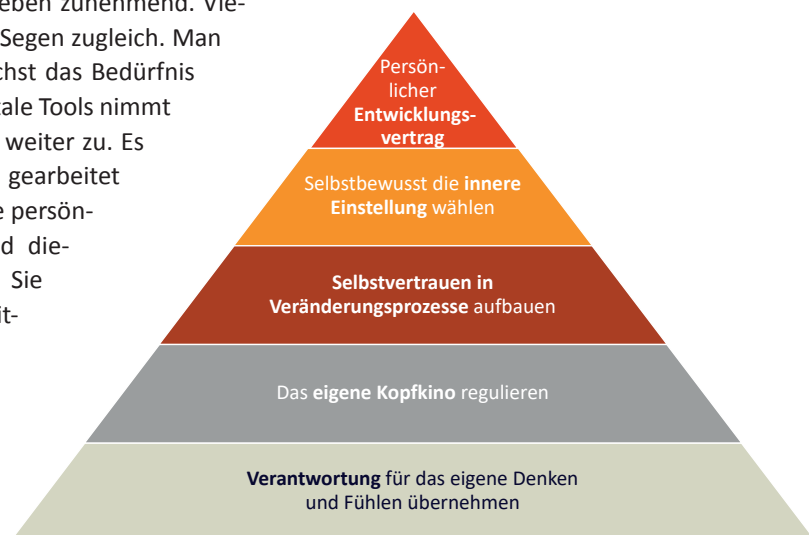 eben zunehmend. Vie-
Segen zugleich. Man
chst das Bedürfnis
tale Tools nimmt
weiter zu. Es
gearbeitet
e persön-
d die-
Sie
it-
Persön-
licher
Entwicklungs-
vertrag
Selbstbewusst die innere
Einstellung wählen
Selbstvertrauen in
Veränderungsprozesse aufbauen
Das eigene Kopfkino regulieren
Verantwortung für das eigene Denken
und Fühlen übernehmen